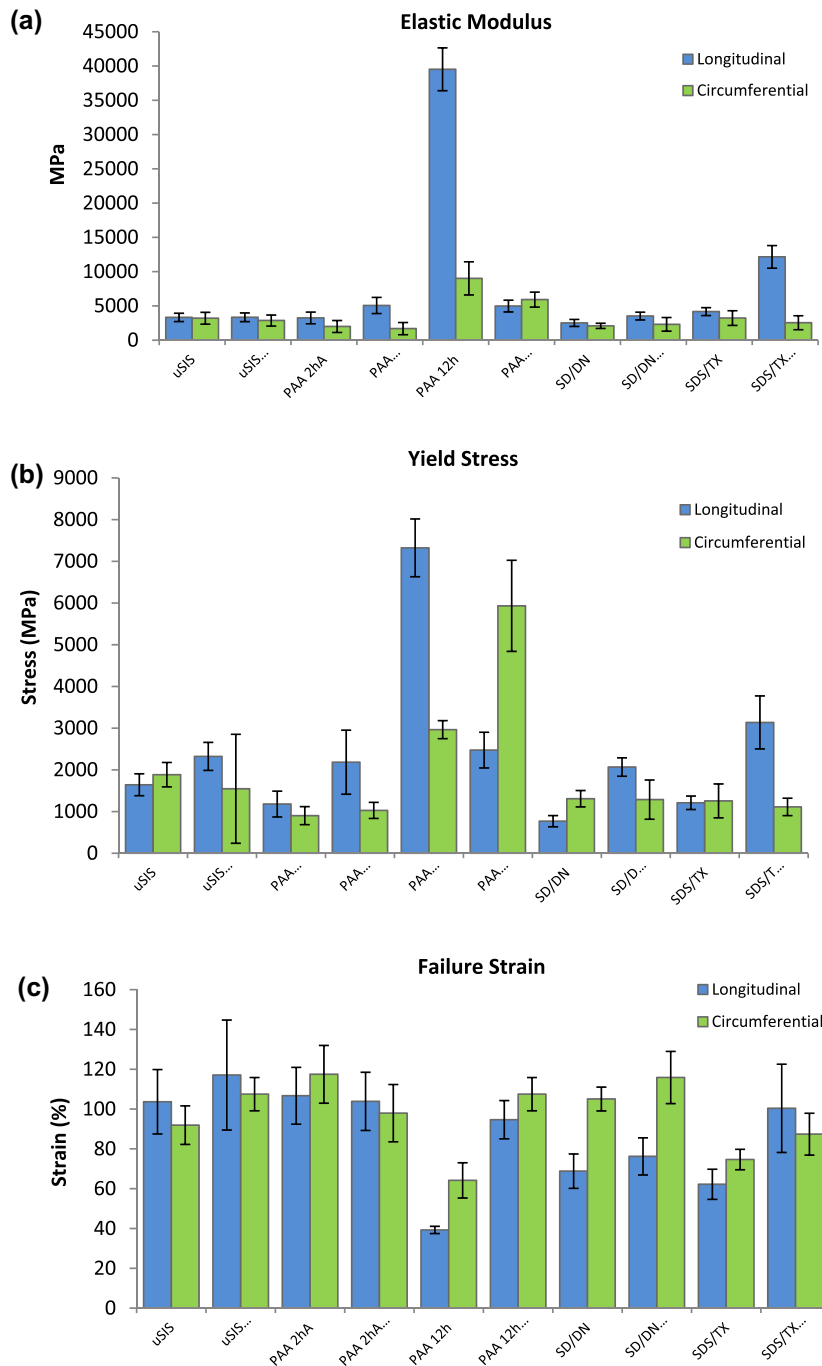 (a)
Elastic Modulus
45000
40000
35000
30000
25000
20000
15000
10000
5000
0
MPa
Longitudinal
Circumferential
uSIS
uSIS...
PAA 2hA
PAA...
PAA 12h
PAA...
SD/DN
SD/DN...
SDS/TX
SDS/TX...
(b)
Yield Stress
9000
8000
7000
6000
5000
4000
3000
2000
1000
0
Stress (MPa)
Longitudinal
Circumferential
uSIS
uSIS...
PAA...
PAA...
PAA...
PAA...
SD/DN
SD/D...
SDS/TX
SDS/T...
(c)
Failure Strain
160
140
120
100
80
60
40
20
0
Strain (%)
Longitudinal
Circumferential
uSIS
uSIS...
PAA 2hA
PAA 2hA...
PAA 12h
PAA 12h...
SD/DN
SD/DN...
SDS/TX
SDS/TX...